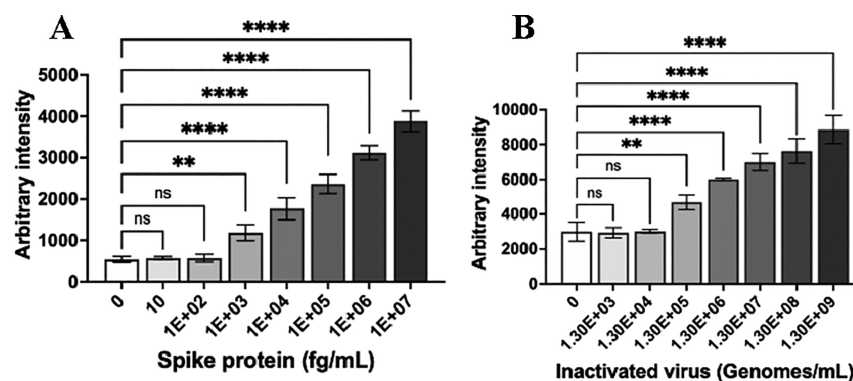 A
****
****
****
****
**
ns
ns
Arbitrary intensity
5000
4000
3000
2000
1000
0
0
10
1E+02
1E+03
1E+04
1E+05
1E+06
1E+07
Spike protein (fg/mL)
B
****
****
****
****
**
ns
ns
Arbitrary intensity
10000
8000
6000
4000
2000
0
0
1.30E+03
1.30E+04
1.30E+05
1.30E+06
1.30E+07
1.30E+08
1.30E+09
Inactivated virus (Genomes/mL)